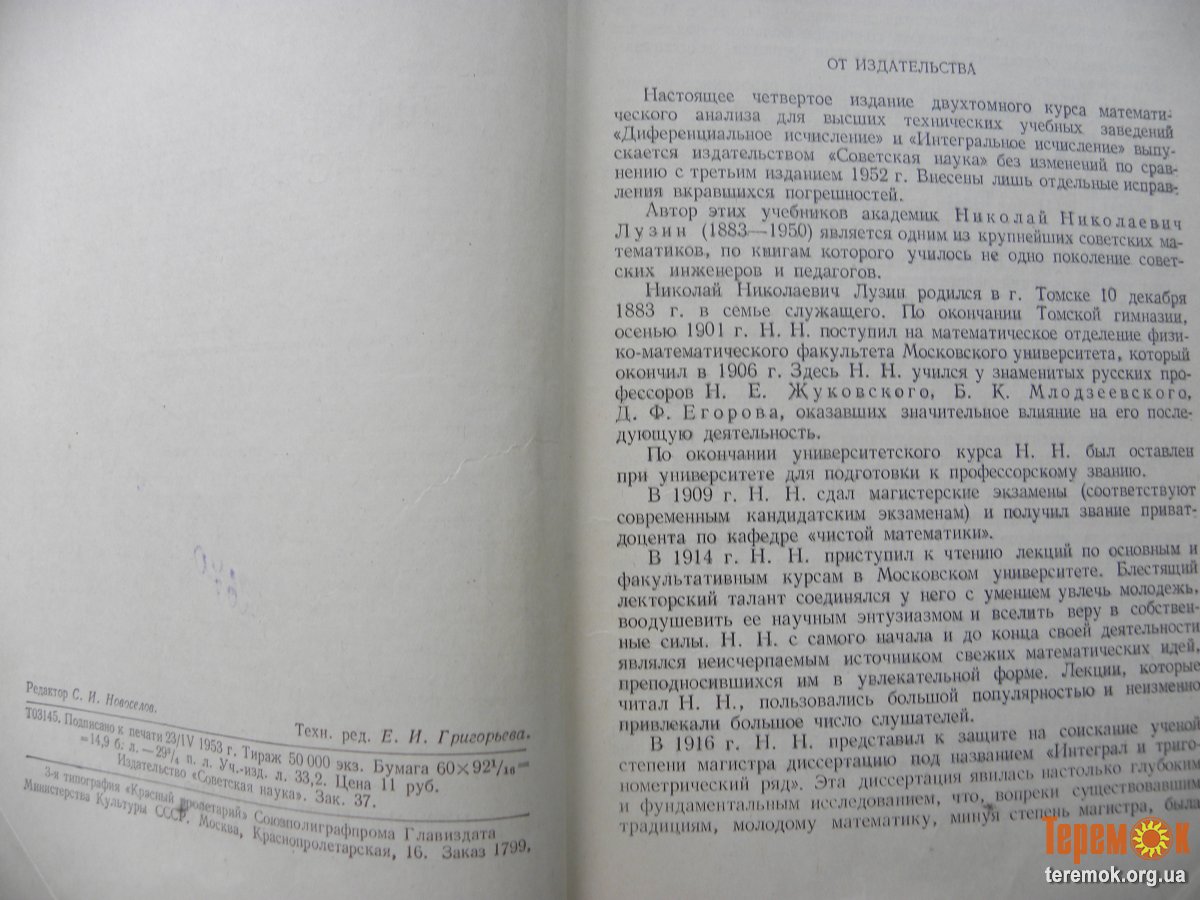 Редактор С. И. Новоселов.
Техн. ред. Е. И. Григорьева.
Т03145. Подписано к печати 23/IV 1953 г. Тираж 50 000 экз. Бумага 60×92¹/₁₆=
=14,9 б. л. — 29³/₄ п. л. Уч.-изд. л. 33,2. Цена 11 руб.
Издательство «Советская наука». Зак. 37.
3-я типография «Красный пролетарий» Союзполиграфпрома Главиздата
Министерства Культуры СССР. Москва, Краснопролетарская, 16. Заказ 1799.
ОТ ИЗДАТЕЛЬСТВА
Настоящее четвертое издание двухтомного курса математи-
ческого анализа для высших технических учебных заведений
«Диференциальное исчисление» и «Интегральное исчисление» выпу-
скается издательством «Советская наука» без изменений по срав-
нению с третьим изданием 1952 г. Внесены лишь отдельные исправ-
ления вкравшихся погрешностей.
Автор этих учебников академик Николай Николаевич
Лузин (1883—1950) является одним из крупнейших советских ма-
тематиков, по книгам которого училось не одно поколение совет-
ских инженеров и педагогов.
Николай Николаевич Лузин родился в г. Томске 10 декабря
1883 г. в семье служащего. По окончании Томской гимназии,
осенью 1901 г. Н. Н. поступил на математическое отделение физи-
ко-математического факультета Московского университета, который
окончил в 1906 г. Здесь Н. Н. учился у знаменитых русских про-
фессоров Н. Е. Жуковского, Б. К. Млодзеевского,
Д. Ф. Егорова, оказавших значительное влияние на его после-
дующую деятельность.
По окончании университетского курса Н. Н. был оставлен
при университете для подготовки к профессорскому званию.
В 1909 г. Н. Н. сдал магистерские экзамены (соответствуют
современным кандидатским экзаменам) и получил звание приват-
доцента по кафедре «чистой математики».
В 1914 г. Н. Н. приступил к чтению лекций по основным и
факультативным курсам в Московском университете. Блестящий
лекторский талант соединялся у него с умением увлечь молодежь,
воодушевить ее научным энтузиазмом и вселить веру в собствен-
ные силы. Н. Н. с самого начала и до конца своей деятельности
являлся неисчерпаемым источником свежих математических идей,
преподносившихся им в увлекательной форме. Лекции, которые
читал Н. Н., пользовались большой популярностью и неизменно
привлекали большое число слушателей.
В 1916 г. Н. Н. представил к защите на соискание ученой
степени магистра диссертацию под названием «Интеграл и триго-
нометрический ряд». Эта диссертация явилась настолько глубоким
и фундаментальным исследованием, что, вопреки существовавшим
традициям, молодому математику, минуя степень магистра, была
Теремок
teremok.org.ua